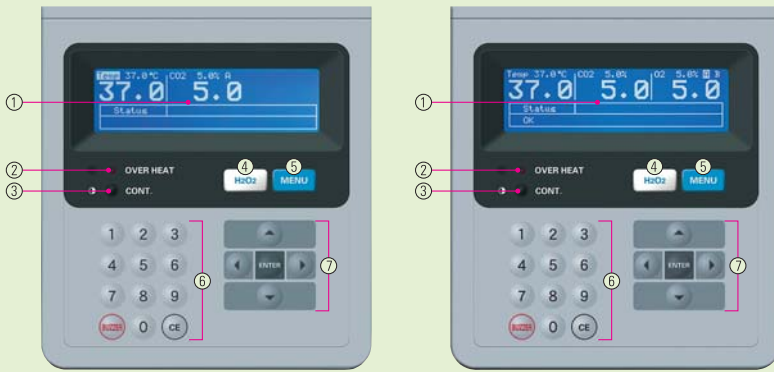 Temp 37.0℃ CO2 5.0% A
37.0 5.0
Status
①
②
OVER HEAT
③
CONT.
④
H2O2
⑤
MENU
1 2 3
4 5 6
7 8 9
BUZZER 0 CE
⑥
ENTER
⑦
Temp 37.0℃ CO2 5.0% O2 5.0% A B
37.0 5.0 5.0
Status
OK
①
②
OVER HEAT
③
CONT.
④
H2O2
⑤
MENU
1 2 3
4 5 6
7 8 9
BUZZER 0 CE
⑥
ENTER
⑦